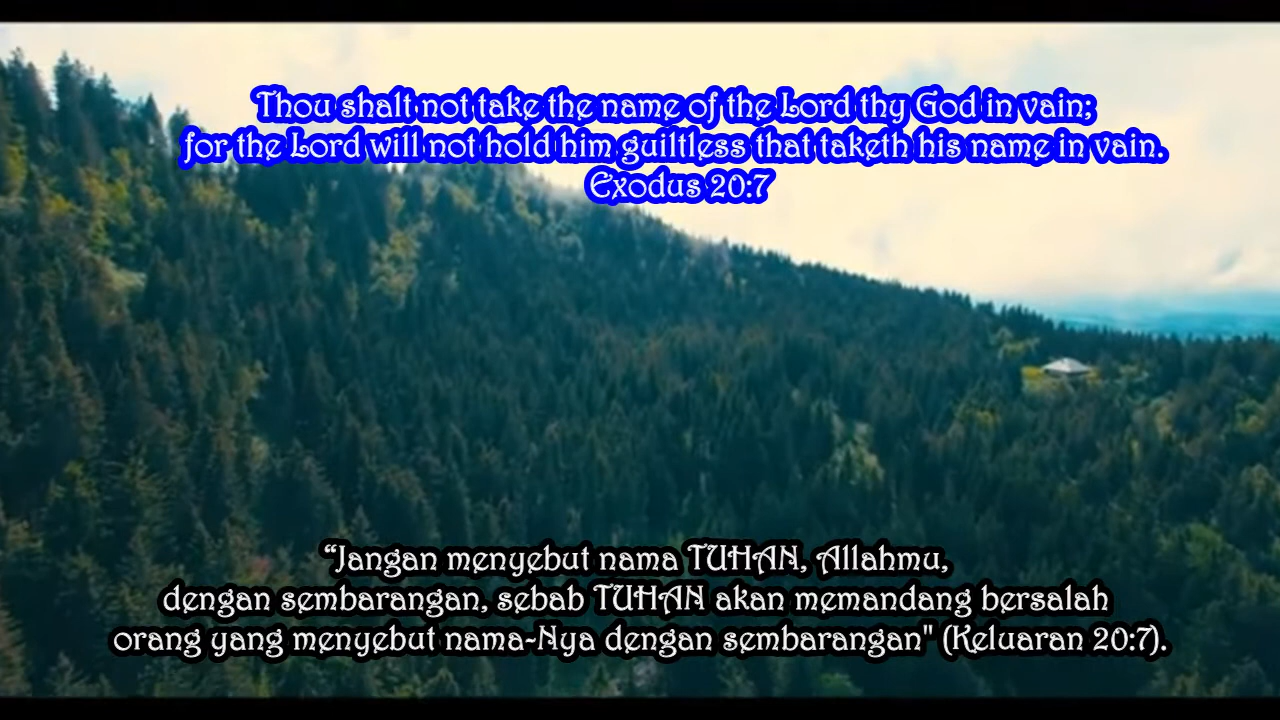 Thou shalt not take the name of the Lord thy God in vain;
for the Lord will not hold him guiltless that taketh his name in vain.
Exodus 20:7
“Jangan menyebut nama TUHAN, Allahmu,
dengan sembarangan, sebab TUHAN akan memandang bersalah
orang yang menyebut nama-Nya dengan sembarangan" (Keluaran 20:7).